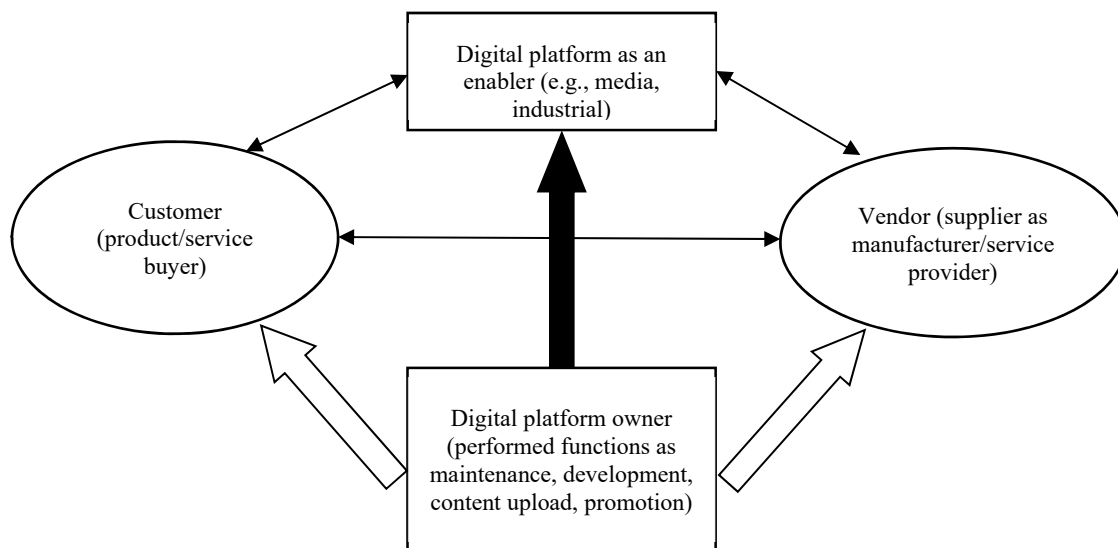 Digital platform as an
enabler (e.g., media,
industrial)
Customer
(product/service
buyer)
Vendor (supplier as
manufacturer/service
provider)
Digital platform owner
(performed functions as
maintenance, development,
content upload, promotion)